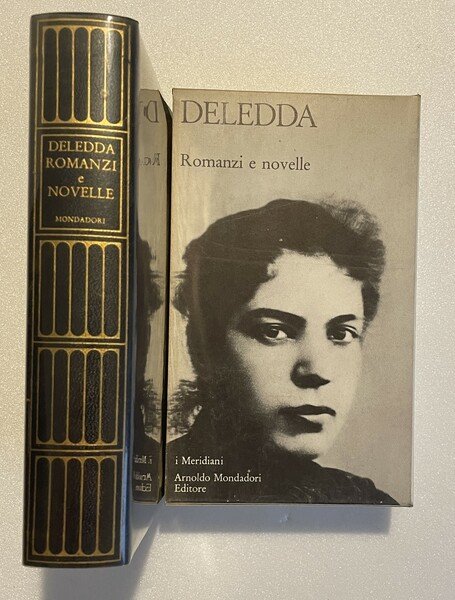 DELEDDA
ROMANZI
e
NOVELLE
MONDADORI
DELEDDA
Romanzi e novelle
i Meridiani
Arnoldo Mondadori
Editore